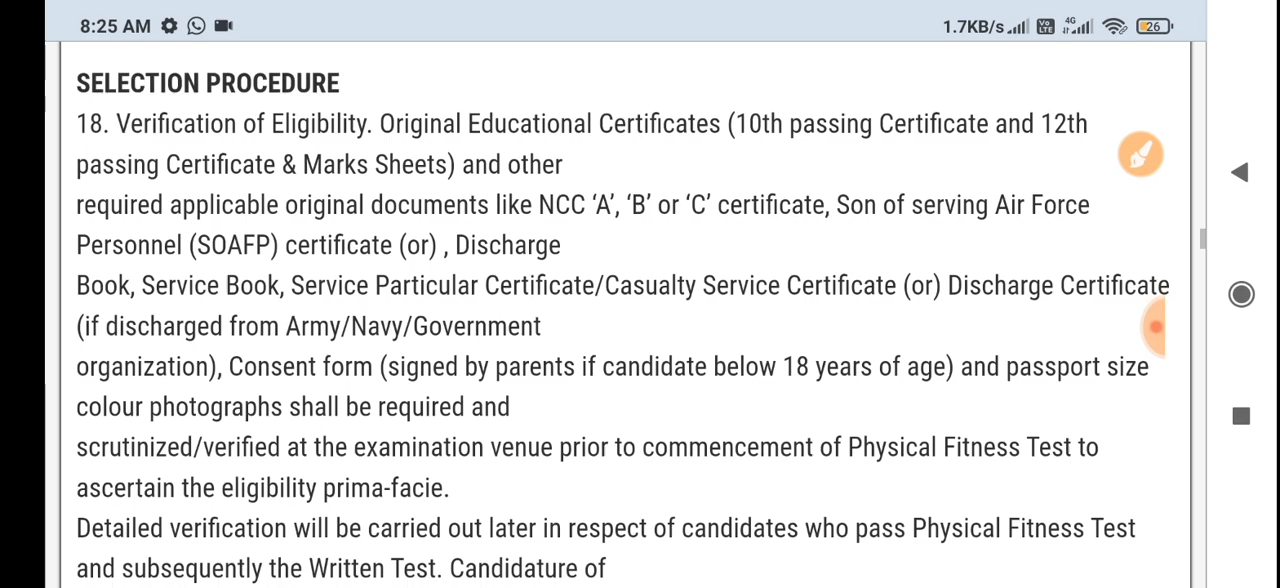 8:25 AM 1.7KB/s Vo LTE 4G 26
SELECTION PROCEDURE
18. Verification of Eligibility. Original Educational Certificates (10th passing Certificate and 12th
passing Certificate & Marks Sheets) and other
required applicable original documents like NCC ‘A’, ‘B’ or ‘C’ certificate, Son of serving Air Force
Personnel (SOAFP) certificate (or) , Discharge
Book, Service Book, Service Particular Certificate/Casualty Service Certificate (or) Discharge Certificate
(if discharged from Army/Navy/Government
organization), Consent form (signed by parents if candidate below 18 years of age) and passport size
colour photographs shall be required and
scrutinized/verified at the examination venue prior to commencement of Physical Fitness Test to
ascertain the eligibility prima-facie.
Detailed verification will be carried out later in respect of candidates who pass Physical Fitness Test
and subsequently the Written Test. Candidature of